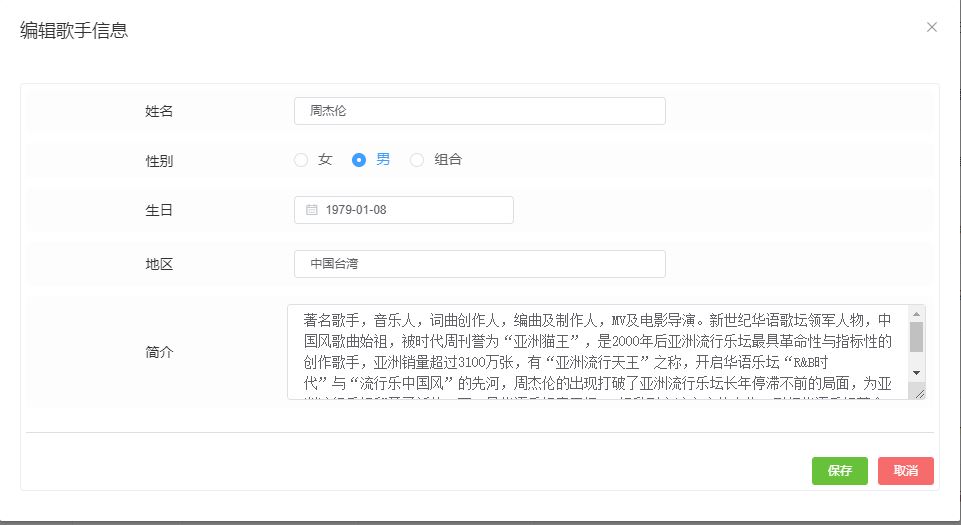 编辑歌手信息
姓名 周杰伦
性别 女 男 组合
生日 1979-01-08
地区 中国台湾
简介
著名歌手，音乐人，词曲创作人，编曲及制作人，MV及电影导演。新世纪华语歌坛领军人物，中
国风歌曲始祖，被时代周刊誉为“亚洲猫王”，是2000年后亚洲流行乐坛最具革命性与指标性的
创作歌手，亚洲销量超过3100万张，有“亚洲流行天王”之称，开启华语乐坛“R&B时
代”与“流行乐中国风”的先河，周杰伦的出现打破了亚洲流行乐坛长年停滞不前的局面，为亚
保存 取消